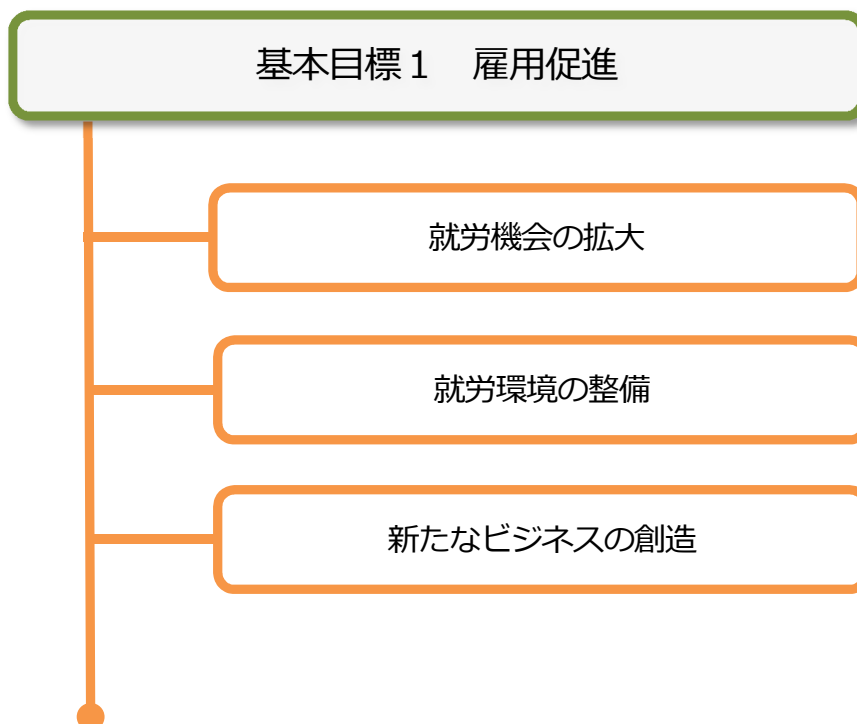 基本目標１　雇用促進
就労機会の拡大
就労環境の整備
新たなビジネスの創造